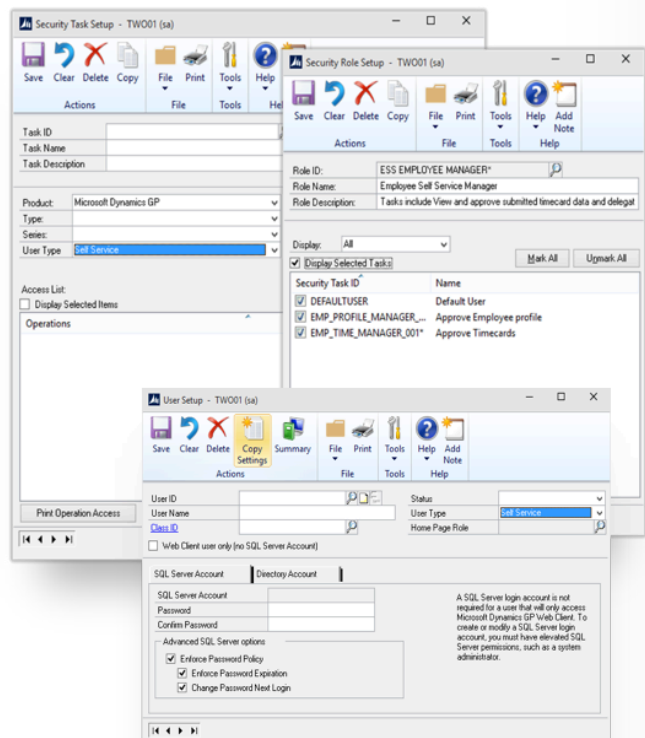 Security Task Setup - TWO01 (sa)
Save Clear Delete Copy File Print Tools Help
Actions File Tools
Task ID
Task Name
Task Description
Product: Microsoft Dynamics GP
Type:
Series:
User Type Self Service
Access List:
Display Selected Items
Operations
Print Operation Access
Security Role Setup - TWO01 (sa)
Save Clear Delete Copy File Print Tools Help Add Note
Actions File Tools Help
Role ID: ESS EMPLOYEE MANAGER*
Role Name: Employee Self Service Manager
Role Description: Tasks include View and approve submitted timecard data and delegat
Display: All
Display Selected Tasks Mark All Unmark All
Security Task ID Name
DEFAULTUSER Default User
EMP_PROFILE_MANAGER_... Approve Employee profile
EMP_TIME_MANAGER_001* Approve Timecards
User Setup - TWO01 (sa)
Save Clear Delete Copy Settings Summary File Print Tools Help Add Note
Actions File Tools Help
User ID Status
User Name User Type Self Service
Class ID Home Page Role
Web Client user only (no SQL Server Account)
SQL Server Account Directory Account
SQL Server Account
Password
Confirm Password
Advanced SQL Server options
Enforce Password Policy
Enforce Password Expiration
Change Password Next Login
A SQL Server login account is not
required for a user that will only access
Microsoft Dynamics GP Web Client. To
create or modify a SQL Server login
account, you must have elevated SQL
Server permissions, such as a system
administrator.